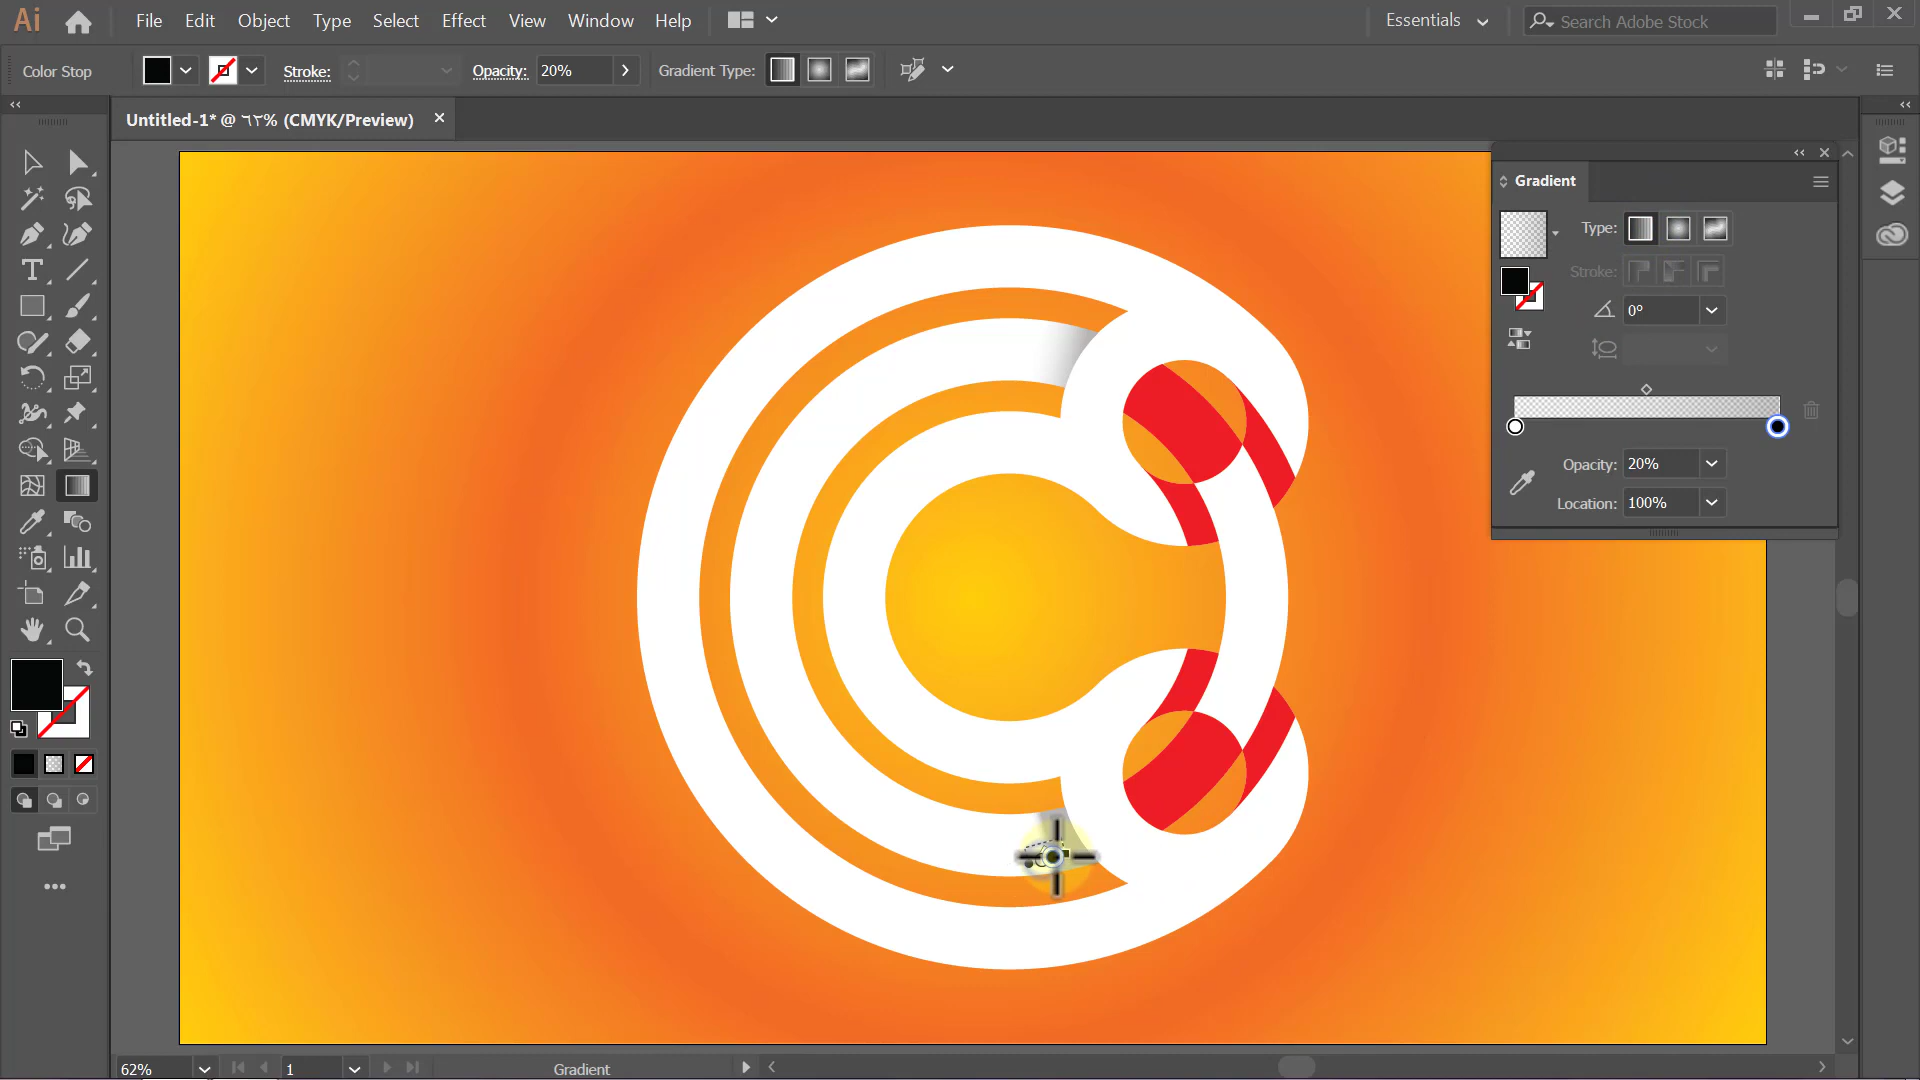 Ai File Edit Object Type Select Effect View Window Help Essentials Search Adobe Stock
Color Stop Stroke: Opacity: 20% Gradient Type:
Untitled-1* @ ٦٢% (CMYK/Preview)
Gradient
Type:
Stroke:
0°
Opacity: 20%
Location: 100%
62% 1 Gradient